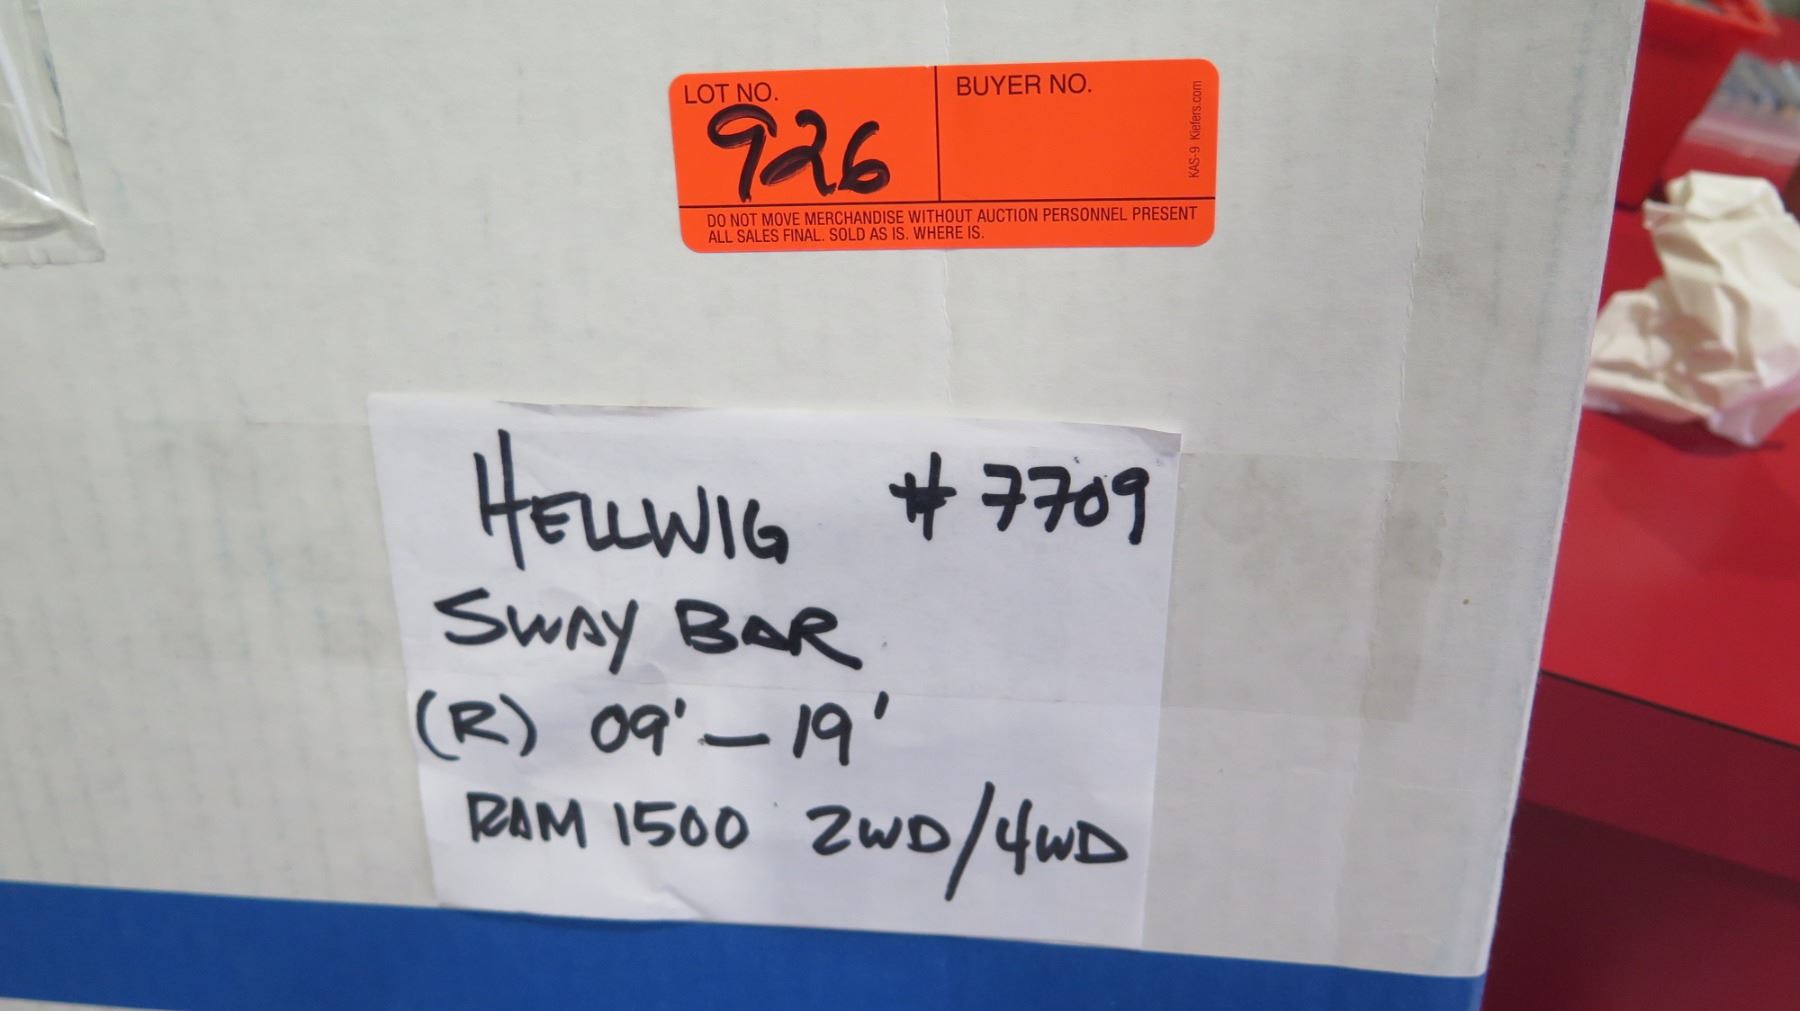 LOT NO.
926
BUYER NO.
KAS-9 Kiefers.com
DO NOT MOVE MERCHANDISE WITHOUT AUCTION PERSONNEL PRESENT
ALL SALES FINAL. SOLD AS IS. WHERE IS.
HELLWIG # 7709
SWAY BAR
(R) 09' - 19'
RAM 1500 2WD/4WD